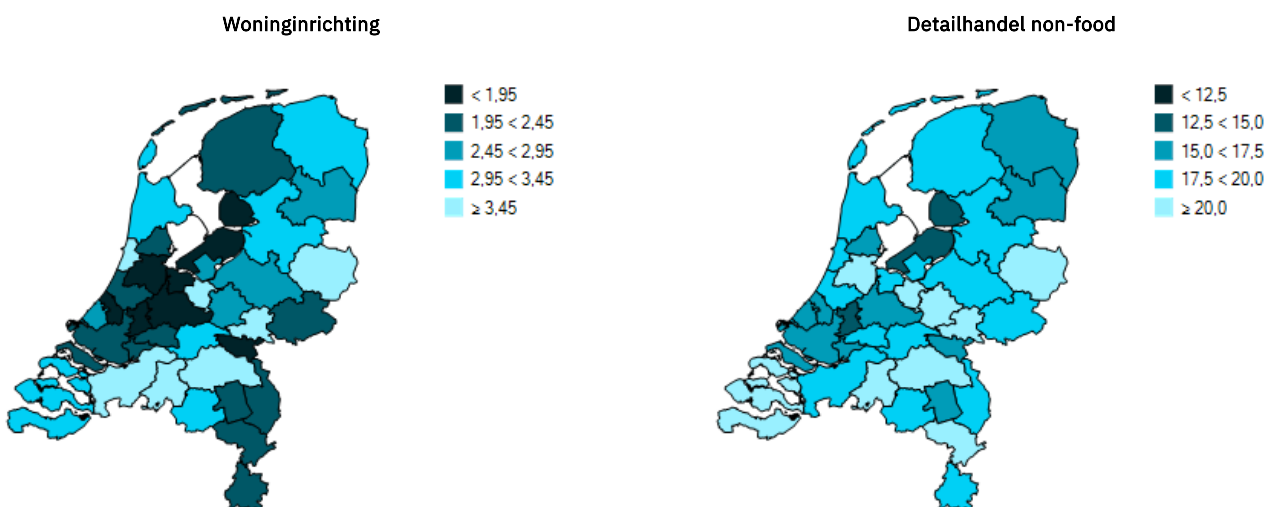 Woninginrichting
< 1,95
1,95 < 2,45
2,45 < 2,95
2,95 < 3,45
≥ 3,45
Detailhandel non-food
< 12,5
12,5 < 15,0
15,0 < 17,5
17,5 < 20,0
≥ 20,0